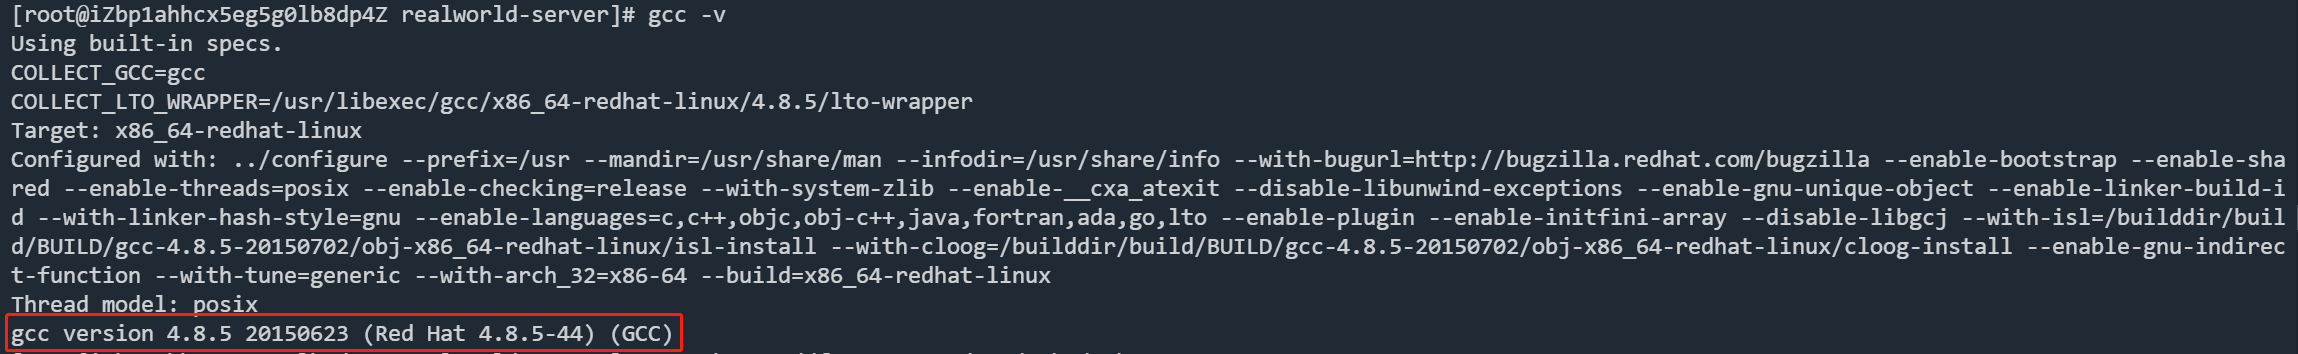 [root@iZbp1ahhcx5eg5g0lb8dp4Z realworld-server]# gcc -v
Using built-in specs.
COLLECT_GCC=gcc
COLLECT_LTO_WRAPPER=/usr/libexec/gcc/x86_64-redhat-linux/4.8.5/lto-wrapper
Target: x86_64-redhat-linux
Configured with: ../configure --prefix=/usr --mandir=/usr/share/man --infodir=/usr/share/info --with-bugurl=http://bugzilla.redhat.com/bugzilla --enable-bootstrap --enable-sha
red --enable-threads=posix --enable-checking=release --with-system-zlib --enable-__cxa_atexit --disable-libunwind-exceptions --enable-gnu-unique-object --enable-linker-build-i
d --with-linker-hash-style=gnu --enable-languages=c,c++,objc,obj-c++,java,fortran,ada,go,lto --enable-plugin --enable-initfini-array --disable-libgcj --with-isl=/builddir/buil
d/BUILD/gcc-4.8.5-20150702/obj-x86_64-redhat-linux/isl-install --with-cloog=/builddir/build/BUILD/gcc-4.8.5-20150702/obj-x86_64-redhat-linux/cloog-install --enable-gnu-indirec
t-function --with-tune=generic --with-arch_32=x86-64 --build=x86_64-redhat-linux
Thread model: posix
gcc version 4.8.5 20150623 (Red Hat 4.8.5-44) (GCC)